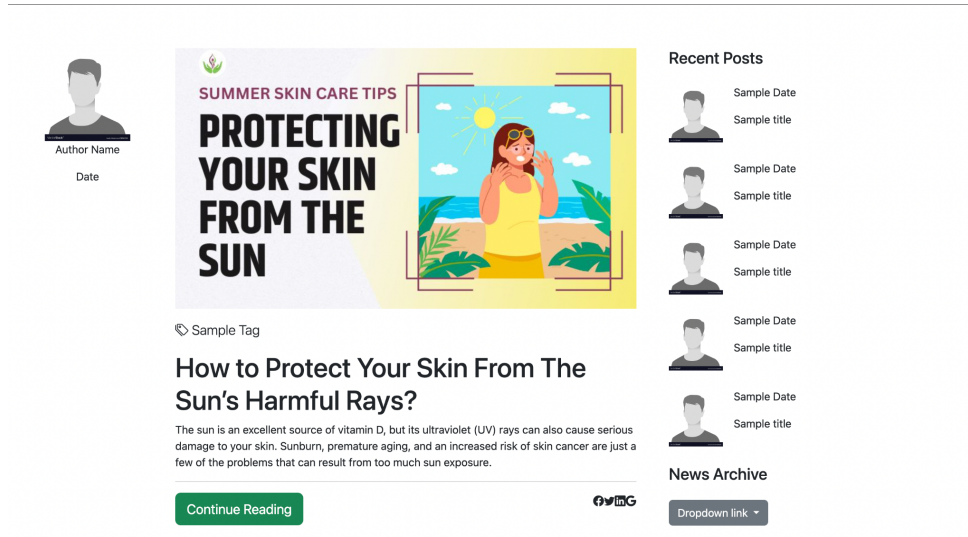 Author Name
Date
SUMMER SKIN CARE TIPS
PROTECTING
YOUR SKIN
FROM THE
SUN
Sample Tag
How to Protect Your Skin From The
Sun’s Harmful Rays?
The sun is an excellent source of vitamin D, but its ultraviolet (UV) rays can also cause serious
damage to your skin. Sunburn, premature aging, and an increased risk of skin cancer are just a
few of the problems that can result from too much sun exposure.
Continue Reading
Recent Posts
Sample Date
Sample title
Sample Date
Sample title
Sample Date
Sample title
Sample Date
Sample title
Sample Date
Sample title
News Archive
Dropdown link